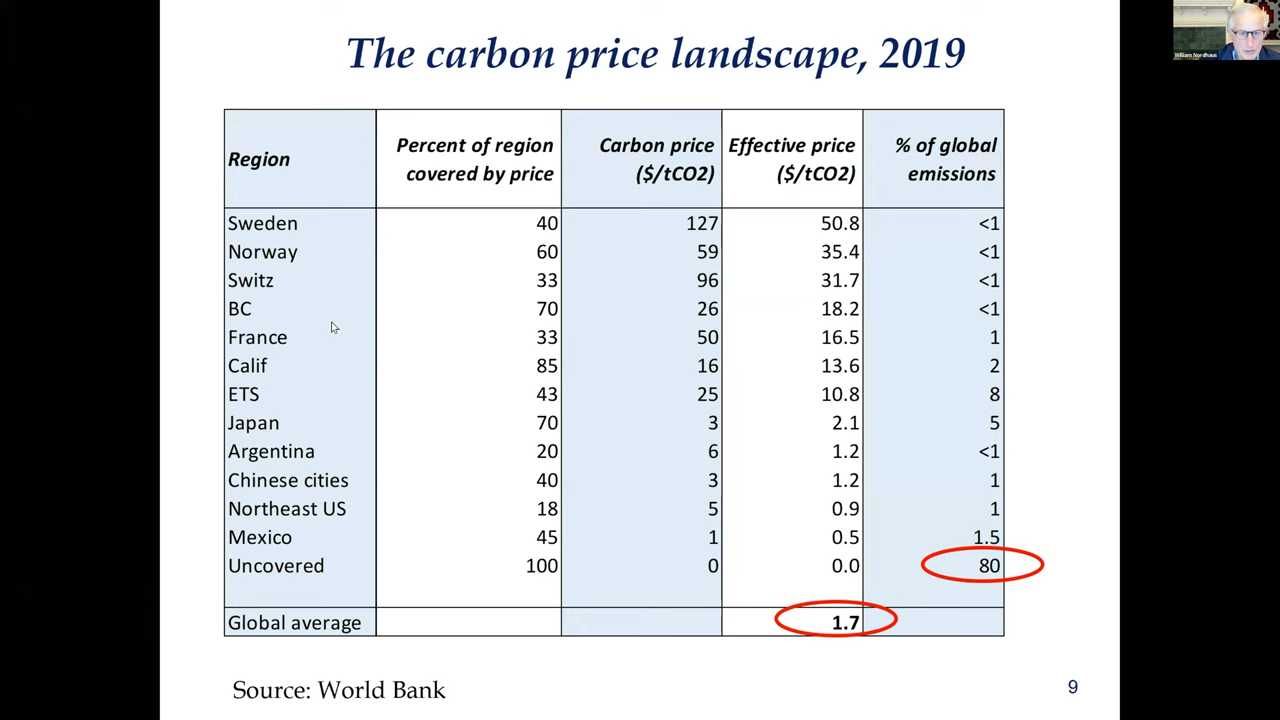 The carbon price landscape, 2019
William Nordhaus
Region Percent of region covered by price Carbon price ($/tCO2) Effective price ($/tCO2) % of global emissions
Sweden 40 127 50.8 <1
Norway 60 59 35.4 <1
Switz 33 96 31.7 <1
BC 70 26 18.2 <1
France 33 50 16.5 1
Calif 85 16 13.6 2
ETS 43 25 10.8 8
Japan 70 3 2.1 5
Argentina 20 6 1.2 <1
Chinese cities 40 3 1.2 1
Northeast US 18 5 0.9 1
Mexico 45 1 0.5 1.5
Uncovered 100 0 0.0 80
Global average 1.7
Source: World Bank
9